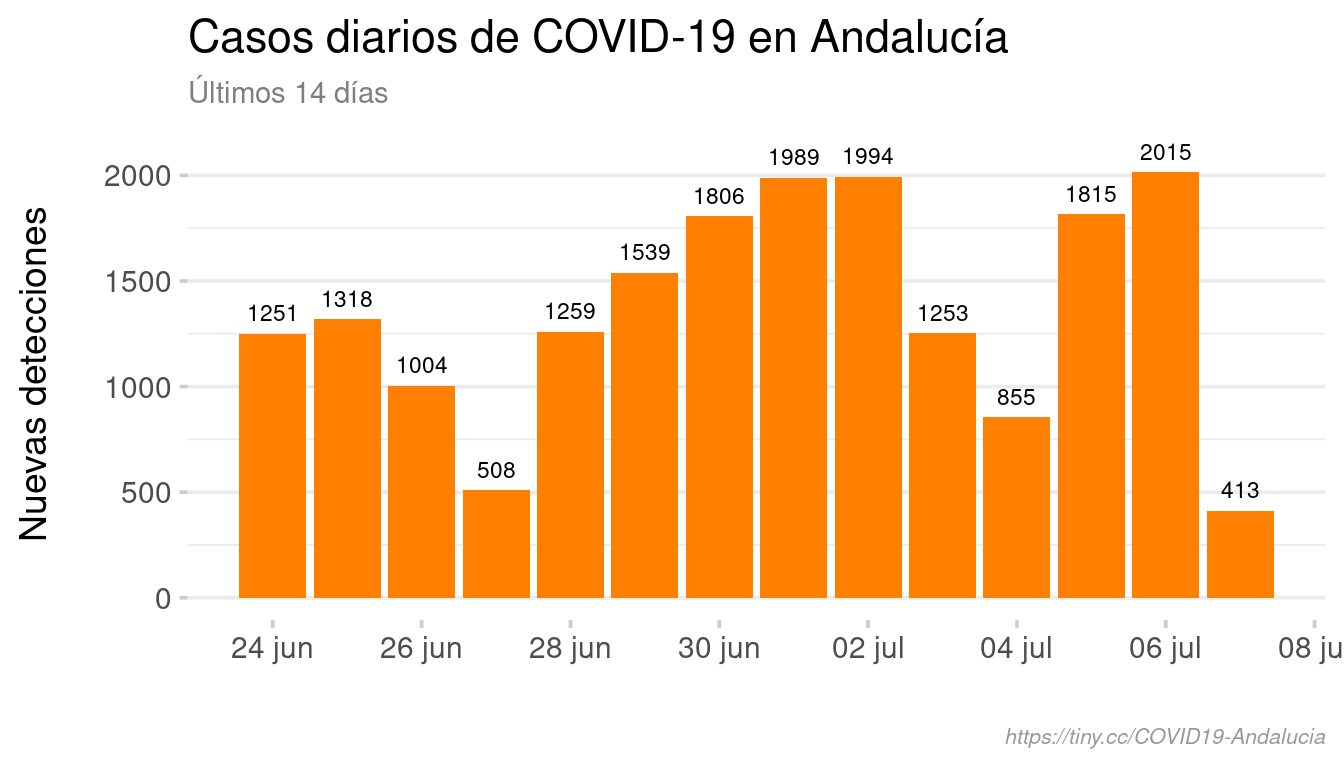 Casos diarios de COVID-19 en Andalucía
Últimos 14 días
Nuevas detecciones
2000
1500
1000
500
0
1251
1318
1004
508
1259
1539
1806
1989
1994
1253
855
1815
2015
413
24 jun
26 jun
28 jun
30 jun
02 jul
04 jul
06 jul
08 ju
https://tiny.cc/COVID19-Andalucia